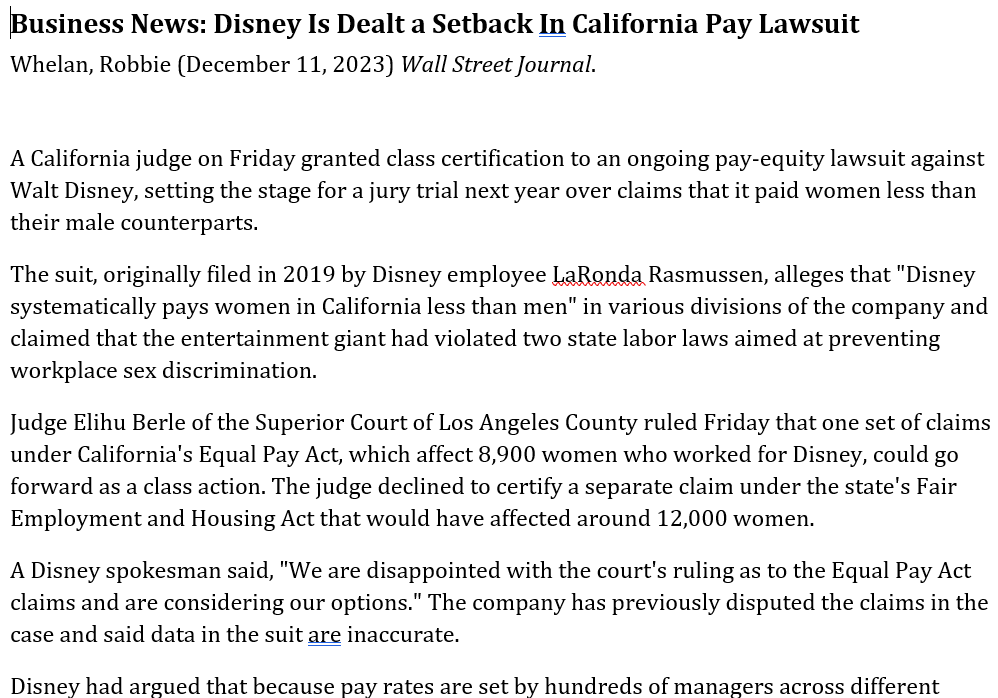 Business News: Disney Is Dealt a Setback In California Pay Lawsuit
Whelan, Robbie (December 11, 2023) Wall Street Journal.
A California judge on Friday granted class certification to an ongoing pay-equity lawsuit against
Walt Disney, setting the stage for a jury trial next year over claims that it paid women less than
their male counterparts.
The suit, originally filed in 2019 by Disney employee LaRonda Rasmussen, alleges that "Disney
systematically pays women in California less than men" in various divisions of the company and
claimed that the entertainment giant had violated two state labor laws aimed at preventing
workplace sex discrimination.
Judge Elihu Berle of the Superior Court of Los Angeles County ruled Friday that one set of claims
under California's Equal Pay Act, which affect 8,900 women who worked for Disney, could go
forward as a class action. The judge declined to certify a separate claim under the state's Fair
Employment and Housing Act that would have affected around 12,000 women.
A Disney spokesman said, "We are disappointed with the court's ruling as to the Equal Pay Act
claims and are considering our options." The company has previously disputed the claims in the
case and said data in the suit are inaccurate.
Disney had argued that because pay rates are set by hundreds of managers across different